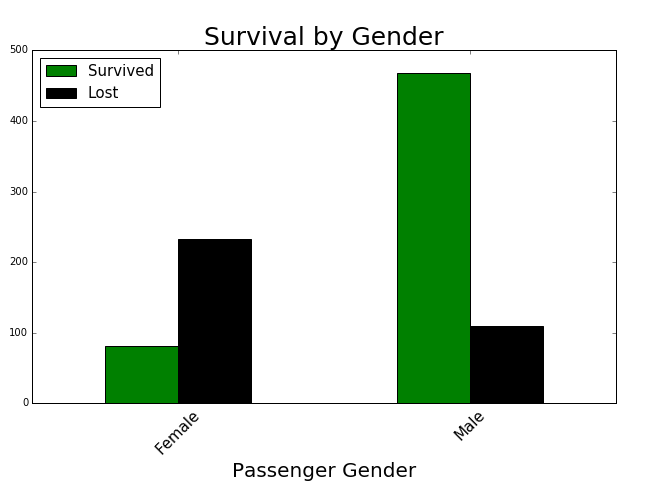 Survival by Gender
Survived
Lost
500
400
300
200
100
0
Female
Male
Passenger Gender